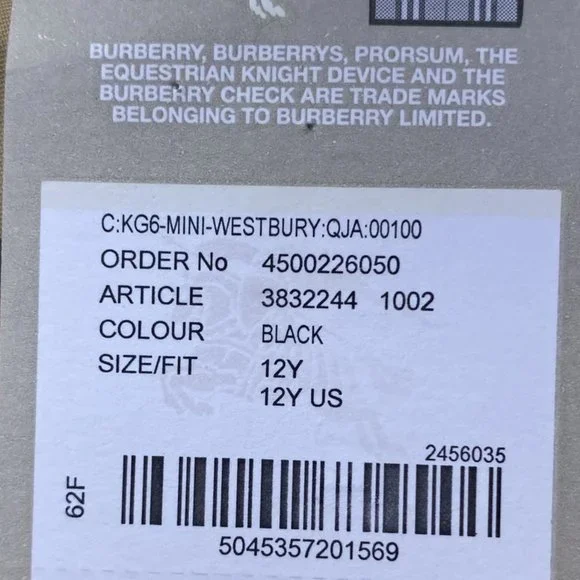 BURBERRY, BURBERRYS, PRORSUM, THE
EQUESTRIAN KNIGHT DEVICE AND THE
BURBERRY CHECK ARE TRADE MARKS
BELONGING TO BURBERRY LIMITED.
C:KG6-MINI-WESTBURY:QJA:00100
ORDER No 4500226050
ARTICLE 3832244 1002
COLOUR BLACK
SIZE/FIT 12Y
12Y US
2456035
62F
5045357201569